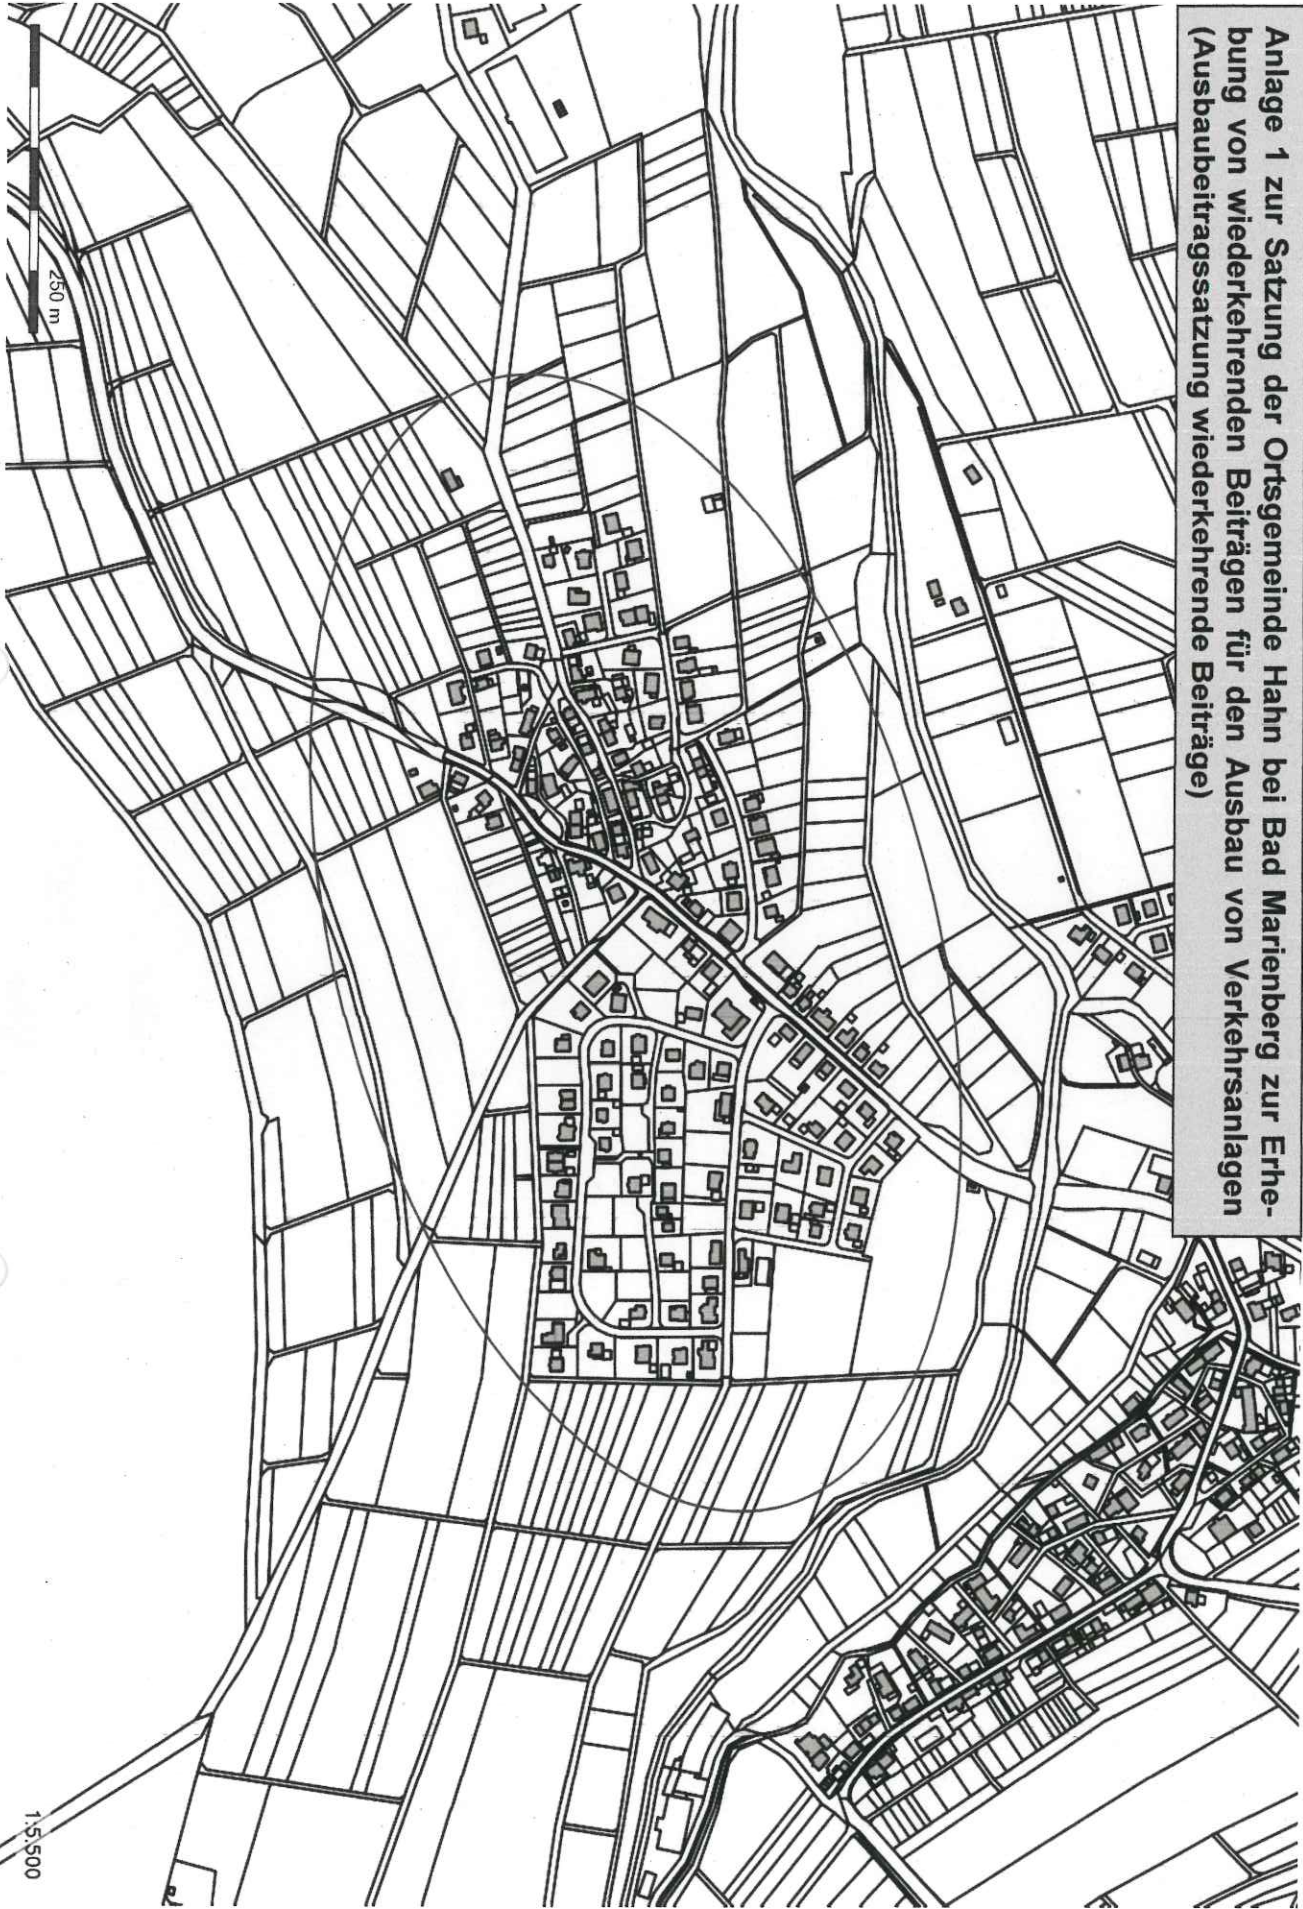 Anlage 1 zur Satzung der Ortsgemeinde Hahn bei Bad Marienberg zur Erhe-
bung von wiederkehrenden Beiträgen für den Ausbau von Verkehrsanlagen
(Ausbaubeitragssatzung wiederkehrende Beiträge)
250 m
1:5.500